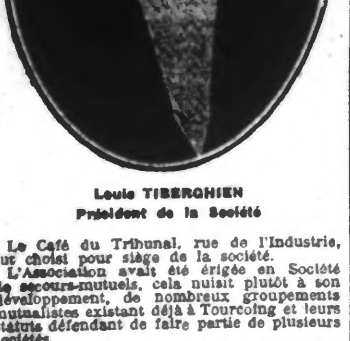 Louis TIBERGHIEN
Président de la Société
Le Café du Tribunal, rue de l'Industrie,
ut choisi pour siège de la société.
L'Association avait été érigée en Société
de secours-mutuels, cela nuisit plutôt à son
développement, de nombreux groupements
mutualistes existant déjà à Tourcoing et leurs
statuts défendant de faire partie de plusieurs
sociétés